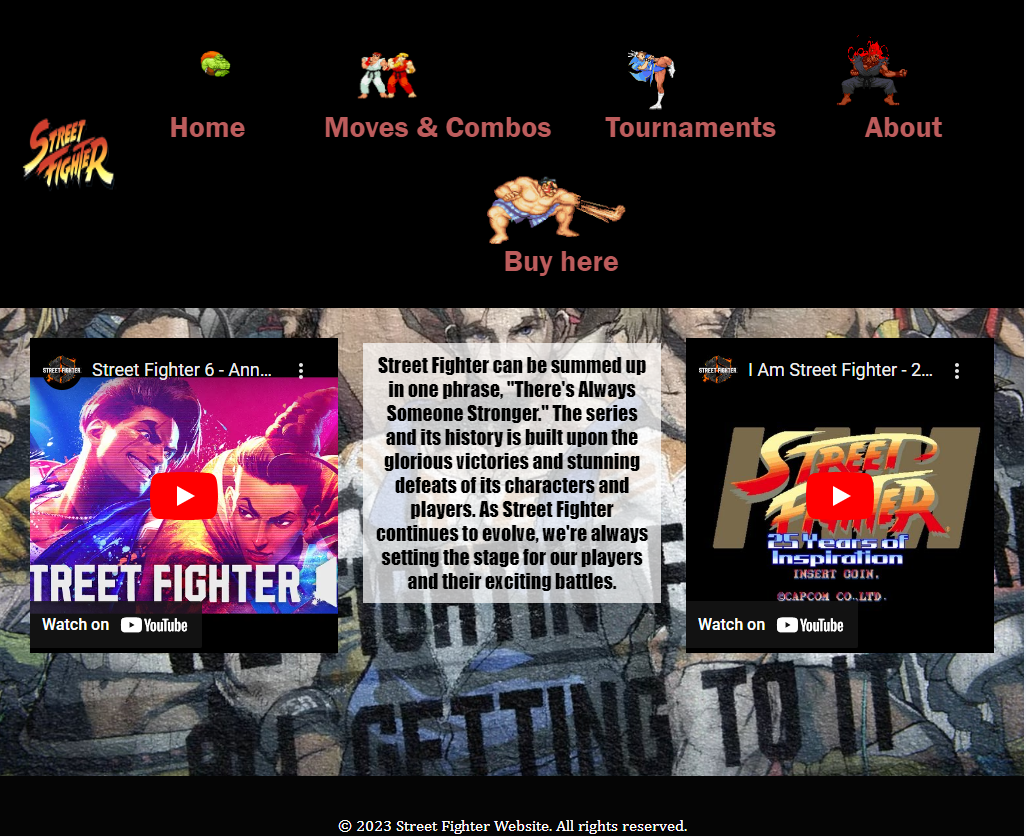 STREET
FIGHTER
Home
Moves & Combos
Tournaments
About
Buy here
STREET FIGHTER
Street Fighter 6 - Ann...
TREET FIGHTER
Watch on YouTube
Street Fighter can be summed up
in one phrase, "There's Always
Someone Stronger." The series
and its history is built upon the
glorious victories and stunning
defeats of its characters and
players. As Street Fighter
continues to evolve, we're always
setting the stage for our players
and their exciting battles.
STREET FIGHTER
I Am Street Fighter - 2...
I AM
STREET
FIGHTER
25 Years of
Inspiration
INSERT COIN.
©CAPCOM CO.,LTD.
Watch on YouTube
ALL GETTING TO IT
© 2023 Street Fighter Website. All rights reserved.